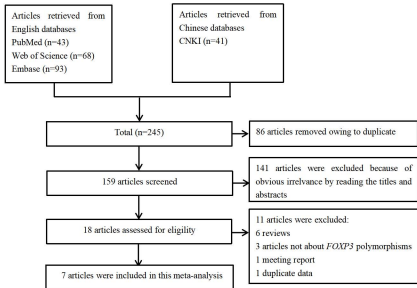 Articles retrieved from
English databases
PubMed (n=43)
Web of Science (n=68)
Embase (n=93)
Articles retrieved from
Chinese databases
CNKI (n=41)
Total (n=245)
86 articles removed owing to duplicate
159 articles screened
141 articles were excluded because of
obvious irrelvance by reading the titles and
abstracts
18 articles assessed for eligility
11 articles were excluded:
6 reviews
3 articles not about FOXP3 polymorphisms
1 meeting report
1 duplicate data
7 articles were included in this meta-analysis